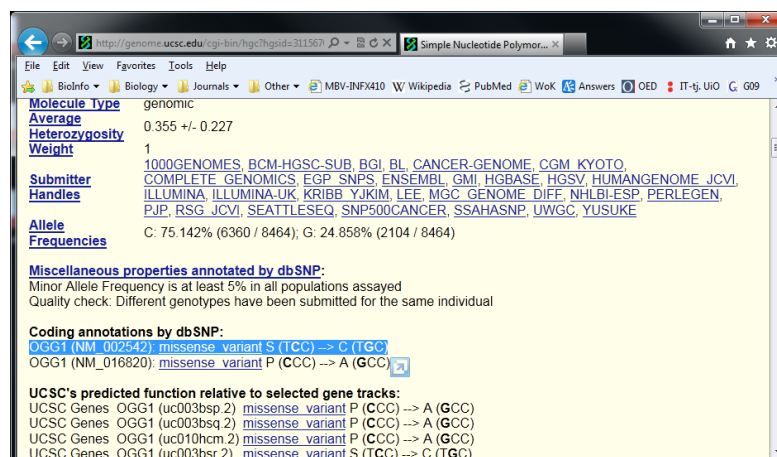 http://genome.ucsc.edu/cgi-bin/hgc?hgsid=311567
Simple Nucleotide Polymor...
File Edit View Favorites Tools Help
BioInfo Biology Journals Other MBV-INFX410 Wikipedia PubMed WoK Answers OED IT-tj. UiO G09
Molecule Type genomic
Average Heterozygosity 0.355 +/- 0.227
Weight 1
1000GENOMES, BCM-HGSC-SUB, BGI, BL, CANCER-GENOME, CGM_KYOTO,
Submitter COMPLETE_GENOMICS, EGP_SNPS, ENSEMBL, GMI, HGBASE, HGSV, HUMANGENOME_JCVI,
Handles ILLUMINA, ILLUMINA-UK, KRIBB_YJKIM, LEE, MGC_GENOME_DIFF, NHLBI-ESP, PERLEGEN,
PJP, RSG_JCVI, SEATTLESEQ, SNP500CANCER, SSAHASNP, UWGC, YUSUKE
Allele Frequencies C: 75.142% (6360 / 8464); G: 24.858% (2104 / 8464)
Miscellaneous properties annotated by dbSNP:
Minor Allele Frequency is at least 5% in all populations assayed
Quality check: Different genotypes have been submitted for the same individual
Coding annotations by dbSNP:
OGG1 (NM_002542): missense_variant S (TCC) --> C (TGC)
OGG1 (NM_016820): missense_variant P (CCC) --> A (GCC)
UCSC's predicted function relative to selected gene tracks:
UCSC Genes OGG1 (uc003bsp.2) missense_variant P (CCC) --> A (GCC)
UCSC Genes OGG1 (uc003bsq.2) missense_variant P (CCC) --> A (GCC)
UCSC Genes OGG1 (uc010hcm.2) missense_variant P (CCC) --> A (GCC)
UCSC Genes OGG1 (uc003bsr.2) missense_variant S (TCC) --> C (TGC)